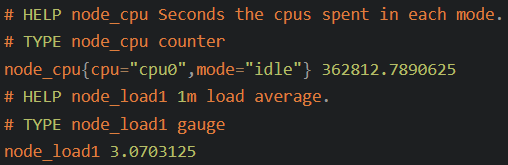 # HELP node_cpu Seconds the cpus spent in each mode.
# TYPE node_cpu counter
node_cpu{cpu="cpu0",mode="idle"} 362812.7890625
# HELP node_load1 1m load average.
# TYPE node_load1 gauge
node_load1 3.0703125